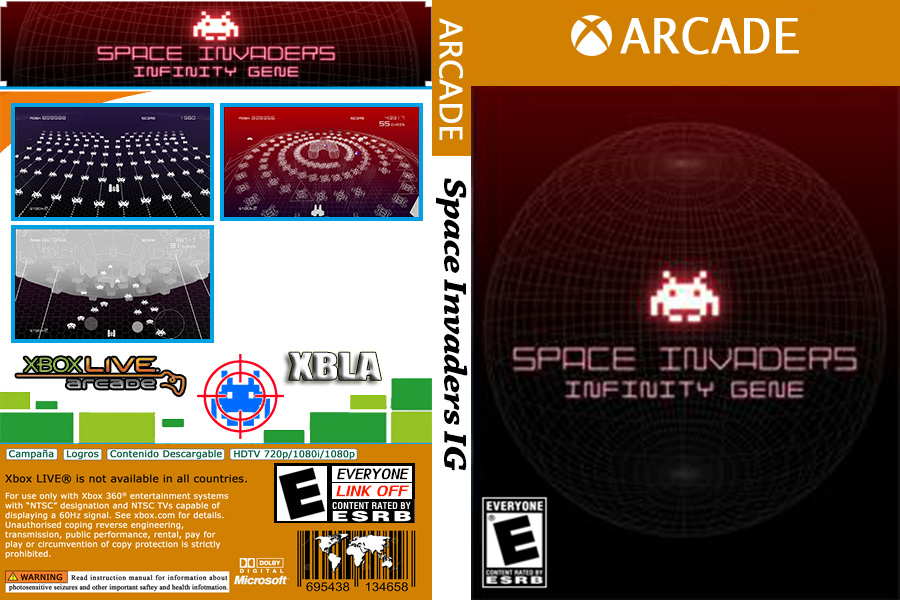 SPACE INVADERS
INFINITY GENE
SCORE
SCORE
STAGE
XBOX LIVE
arcade
XBLA
Campaña
Logros
Contenido Descargable
HDTV 720p/1080i/1080p
Xbox LIVE® is not available in all countries.
For use only with Xbox 360® entertainment systems
with “NTSC” designation and NTSC TVs capable of
displaying a 60Hz signal. See xbox.com for details.
Unauthorised coping reverse engineering,
transmission, public performance, rental, pay for
play or circumvention of copy protection is strictly
prohibited.
WARNING Read instruction manual for information about
photosensitive seizures and other important saftey and health infotmation.
DOLBY
DIGITAL
Microsoft®
E
EVERYONE
LINK OFF
CONTENT RATED BY
ESRB
695438 134658
ARCADE
Space Invaders IG
ARCADE
SPACE INVADERS
INFINITY GENE
EVERYONE
E
CONTENT RATED BY
ESRB